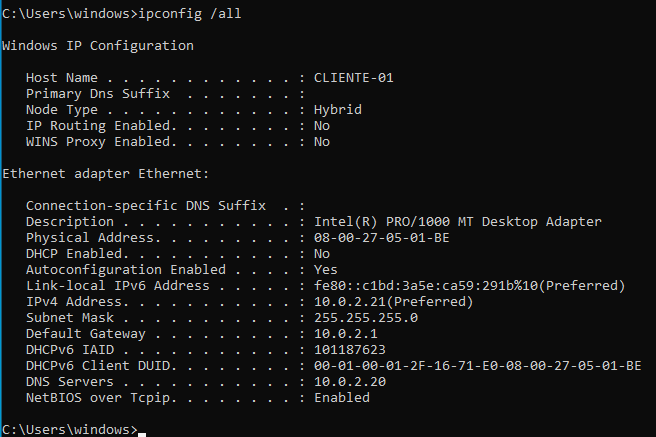 C:\Users\windows>ipconfig /all
Windows IP Configuration
Host Name . . . . . . . . . . . . : CLIENTE-01
Primary Dns Suffix  . . . . . . . :
Node Type . . . . . . . . . . . . : Hybrid
IP Routing Enabled. . . . . . . . : No
WINS Proxy Enabled. . . . . . . . : No
Ethernet adapter Ethernet:
Connection-specific DNS Suffix  . :
Description . . . . . . . . . . . : Intel(R) PRO/1000 MT Desktop Adapter
Physical Address. . . . . . . . . : 08-00-27-05-01-BE
DHCP Enabled. . . . . . . . . . . : No
Autoconfiguration Enabled . . . . : Yes
Link-local IPv6 Address . . . . . : fe80::c1bd:3a5e:ca59:291b%10(Preferred)
IPv4 Address. . . . . . . . . . . : 10.0.2.21(Preferred)
Subnet Mask . . . . . . . . . . . : 255.255.255.0
Default Gateway . . . . . . . . . : 10.0.2.1
DHCPv6 IAID . . . . . . . . . . . : 101187623
DHCPv6 Client DUID. . . . . . . . : 00-01-00-01-2F-16-71-E0-08-00-27-05-01-BE
DNS Servers . . . . . . . . . . . : 10.0.2.20
NetBIOS over Tcpip. . . . . . . . : Enabled
C:\Users\windows>